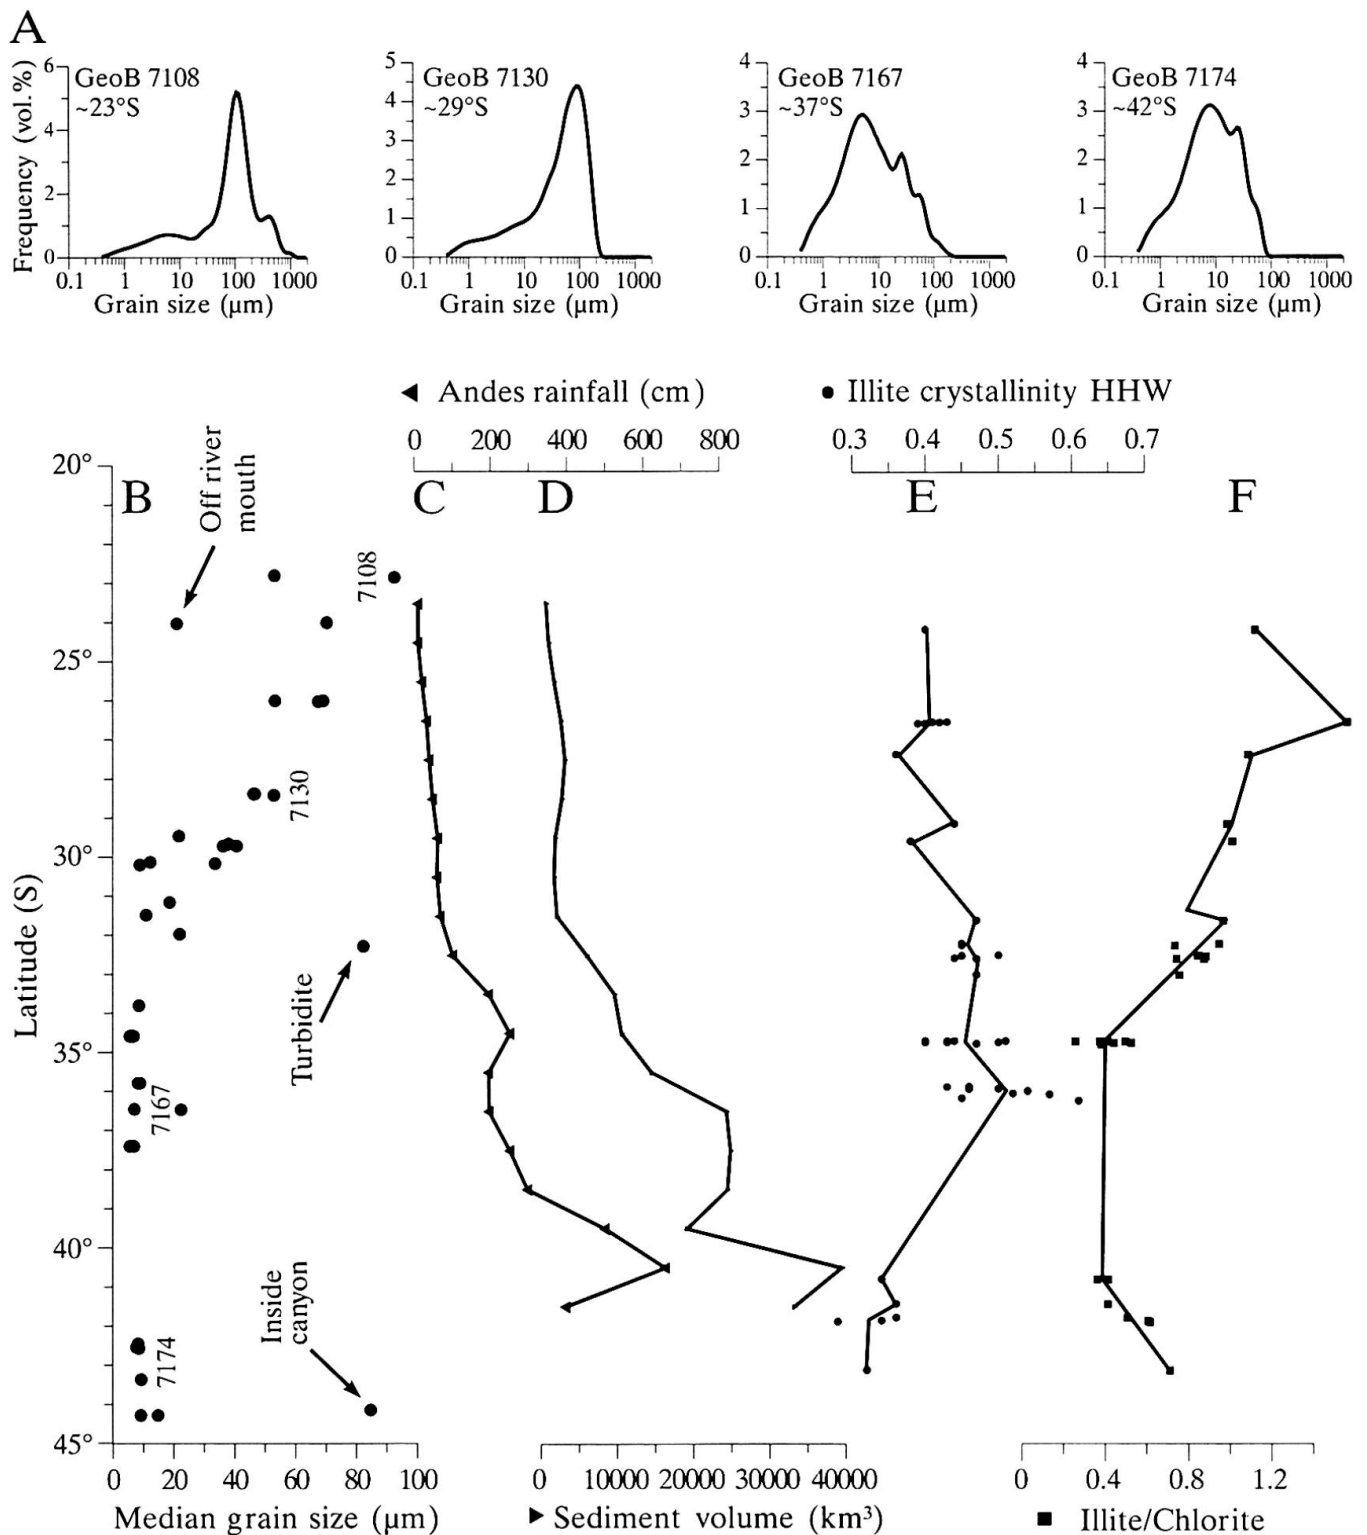 A
GeoB 7108
~23°S
GeoB 7130
~29°S
GeoB 7167
~37°S
GeoB 7174
~42°S
Frequency (vol.%)
6
4
2
0
5
4
3
2
1
0
4
3
2
1
0
4
3
2
1
0
0.1 1 10 100 1000
0.1 1 10 100 1000
0.1 1 10 100 1000
0.1 1 10 100 1000
Grain size (μm)
Grain size (μm)
Grain size (μm)
Grain size (μm)
Andes rainfall (cm)
Illite crystallinity HHW
0 200 400 600 800
0.3 0.4 0.5 0.6 0.7
B
C
D
E
F
Latitude (S)
20°
25°
30°
35°
40°
45°
Off river
mouth
7108
7130
Turbidite
7167
Inside
canyon
7174
0 20 40 60 80 100
0 10000 20000 30000 40000
0 0.4 0.8 1.2
Median grain size (μm)
Sediment volume (km³)
Illite/Chlorite